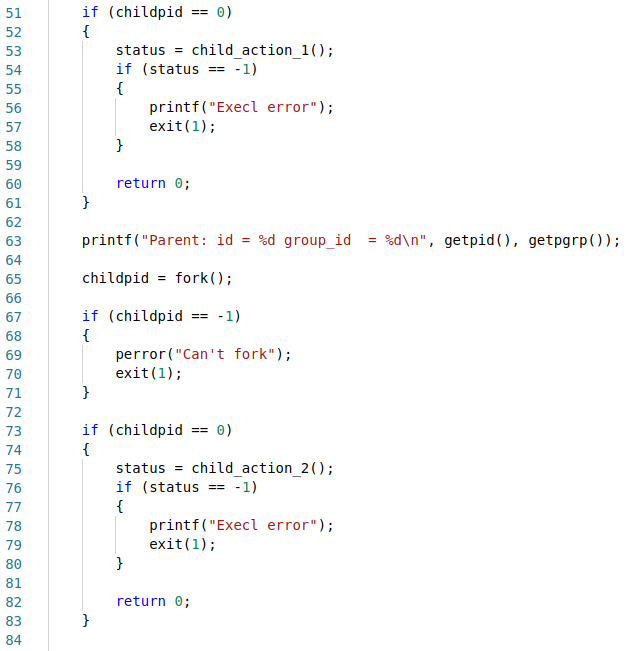 51 if (childpid == 0)
52 {
53 status = child_action_1();
54 if (status == -1)
55 {
56 printf("Execl error");
57 exit(1);
58 }
59
60 return 0;
61 }
62
63 printf("Parent: id = %d group_id  = %d\n", getpid(), getpgrp());
64
65 childpid = fork();
66
67 if (childpid == -1)
68 {
69 perror("Can't fork");
70 exit(1);
71 }
72
73 if (childpid == 0)
74 {
75 status = child_action_2();
76 if (status == -1)
77 {
78 printf("Execl error");
79 exit(1);
80 }
81
82 return 0;
83 }
84